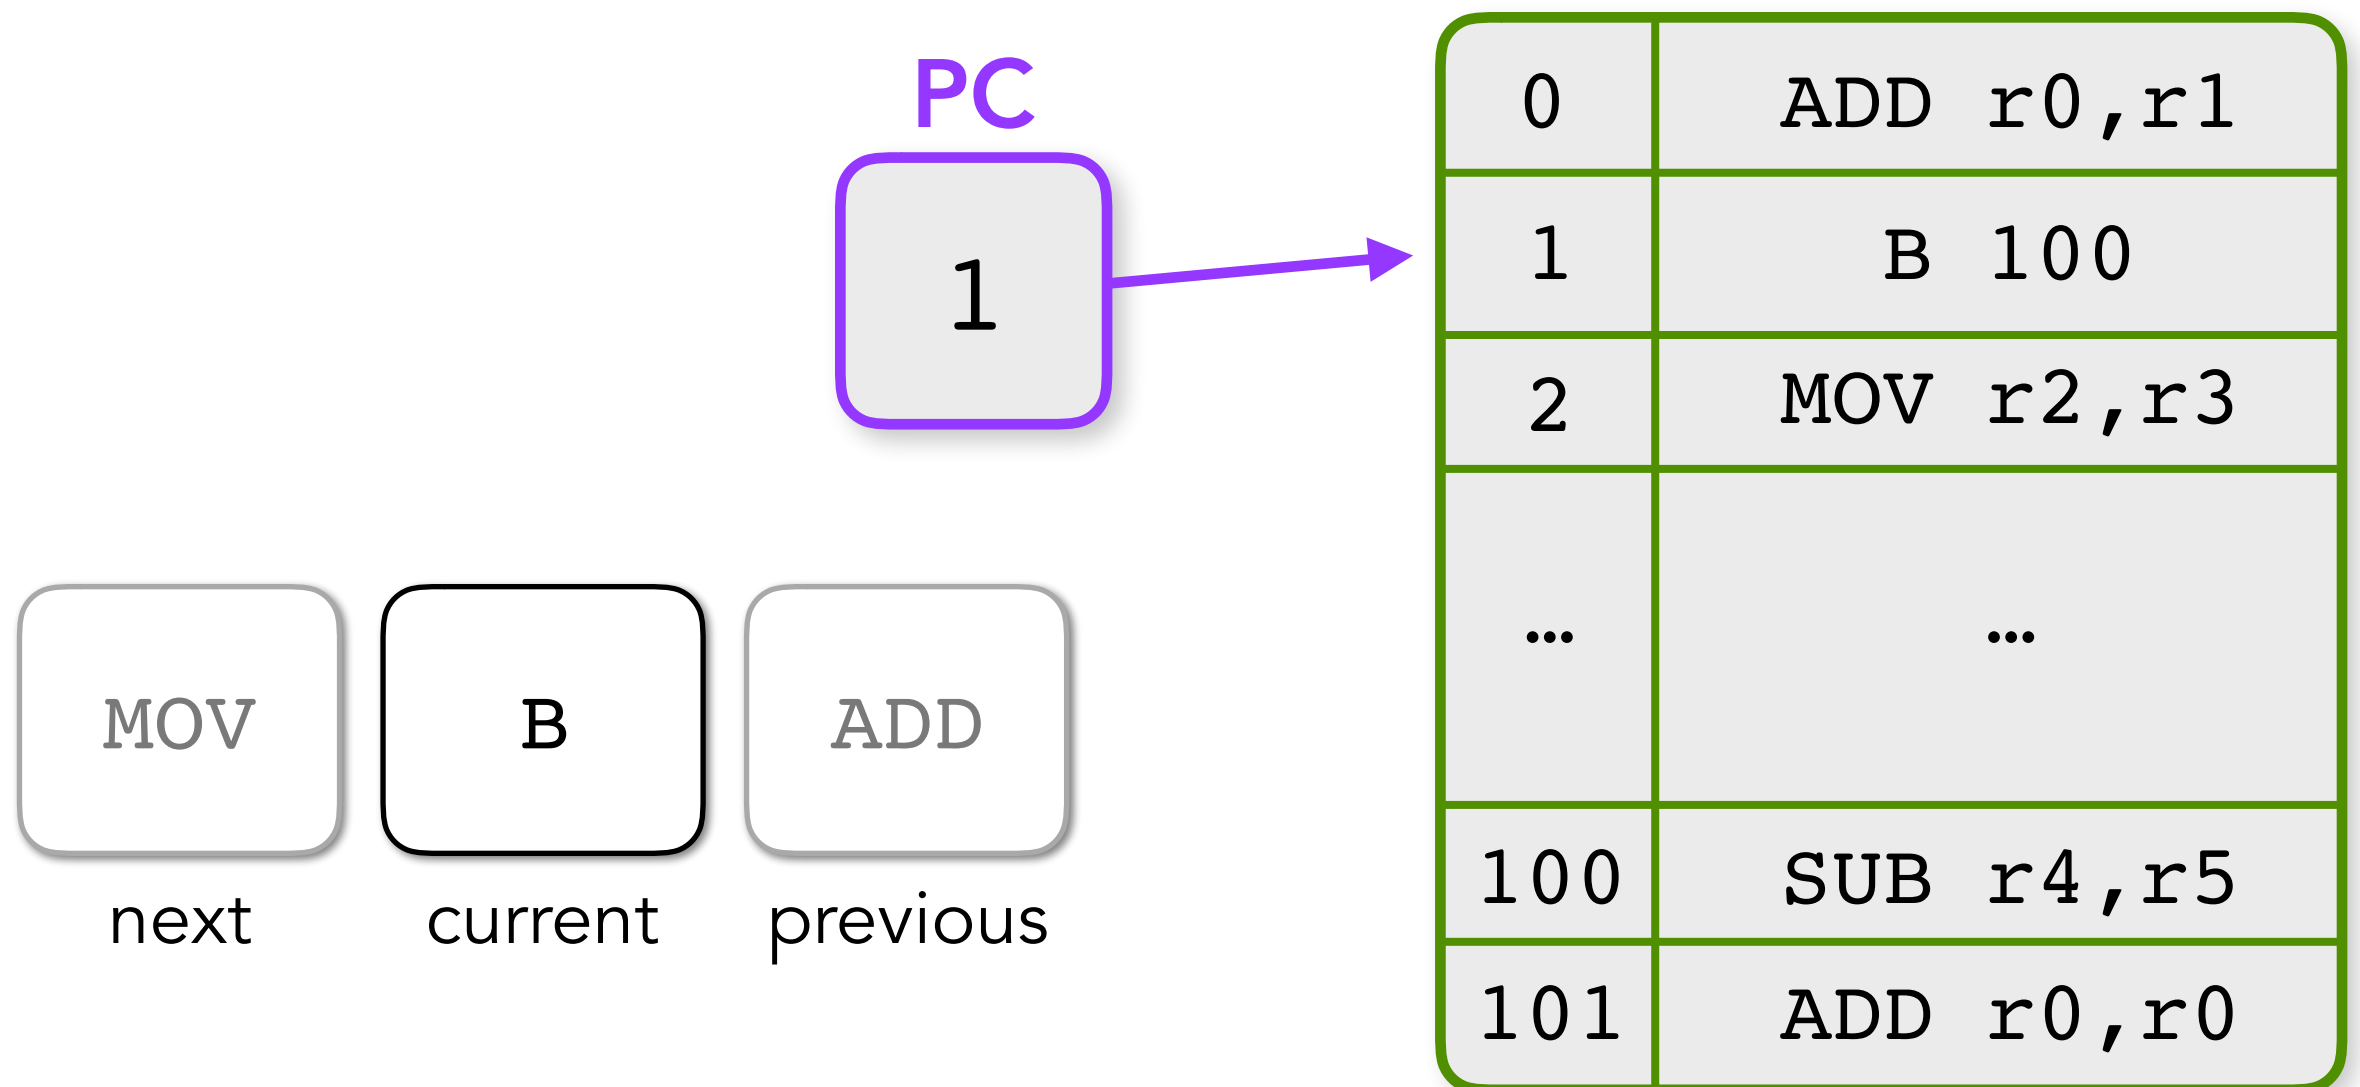 PC
1
MOV B ADD
next current previous
0 ADD r0,r1
1 B 100
2 MOV r2,r3
… …
100 SUB r4,r5
101 ADD r0,r0